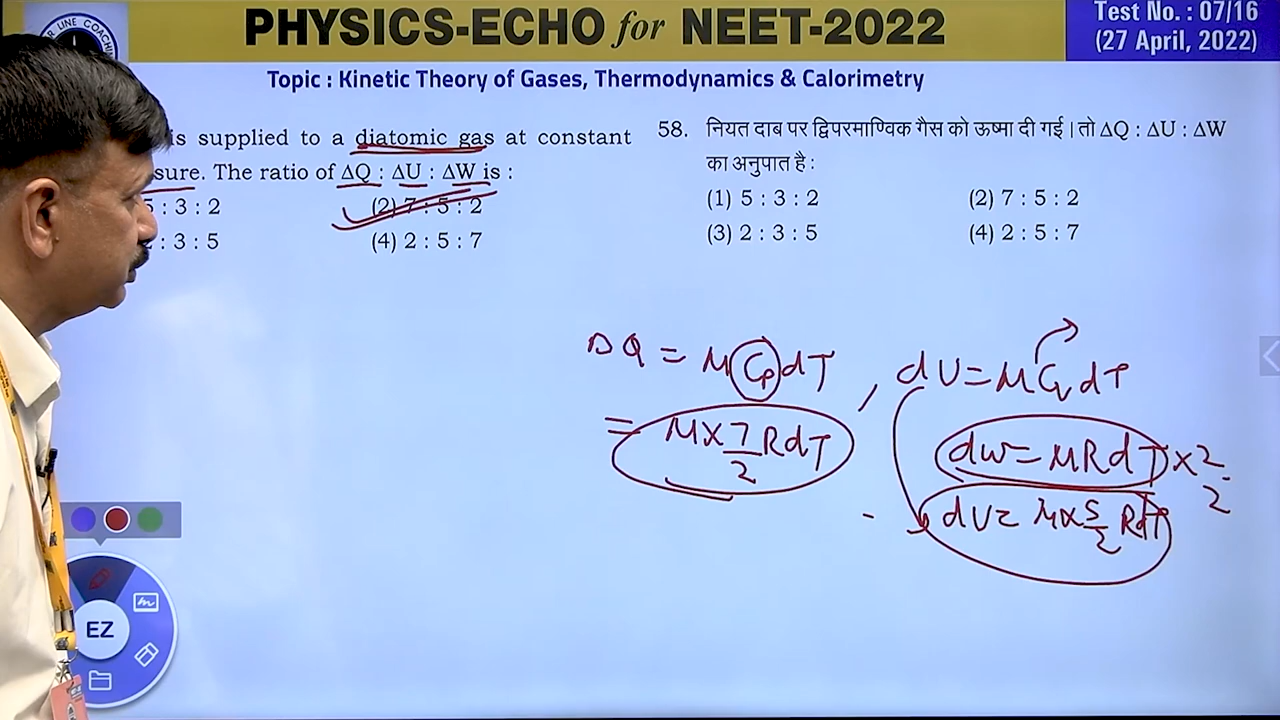 PHYSICS-ECHO for NEET-2022
Test No. : 07/16
(27 April, 2022)
Topic : Kinetic Theory of Gases, Thermodynamics & Calorimetry
is supplied to a diatomic gas at constant
sure. The ratio of ΔQ : ΔU : ΔW is :
5 : 3 : 2 (2) 7 : 5 : 2
: 3 : 5 (4) 2 : 5 : 7
58. नियत दाब पर द्विपरमाण्विक गैस को ऊष्मा दी गई । तो ΔQ : ΔU : ΔW
का अनुपात है :
(1) 5 : 3 : 2 (2) 7 : 5 : 2
(3) 2 : 3 : 5 (4) 2 : 5 : 7
ΔQ = μCpdT , dU = μCvdT
= μ×7/2 RdT
dw = μRdT × 2/2
dU = μ×5/2 RdT
EZ